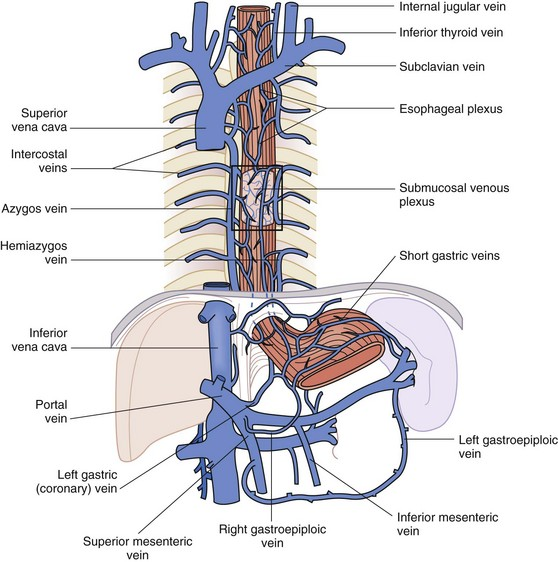 Internal jugular vein
Inferior thyroid vein
Subclavian vein
Esophageal plexus
Superior
vena cava
Intercostal
veins
Submucosal venous
plexus
Azygos vein
Hemiazygos
vein
Short gastric veins
Inferior
vena cava
Portal
vein
Left gastroepiploic
vein
Left gastric
(coronary) vein
Inferior mesenteric
vein
Right gastroepiploic
vein
Superior mesenteric
vein